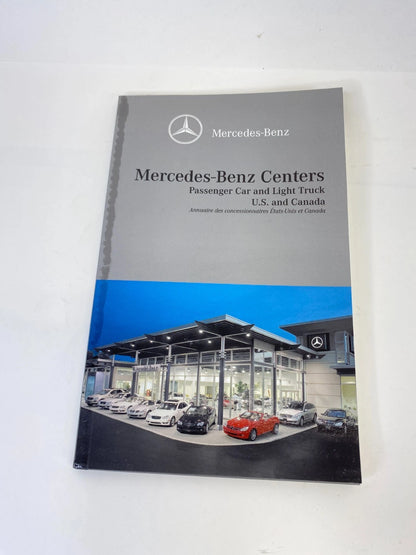 Mercedes-Benz
Mercedes-Benz Centers
Passenger Car and Light Truck
U.S. and Canada
Annuaire des concessionnaires États-Unis et Canada